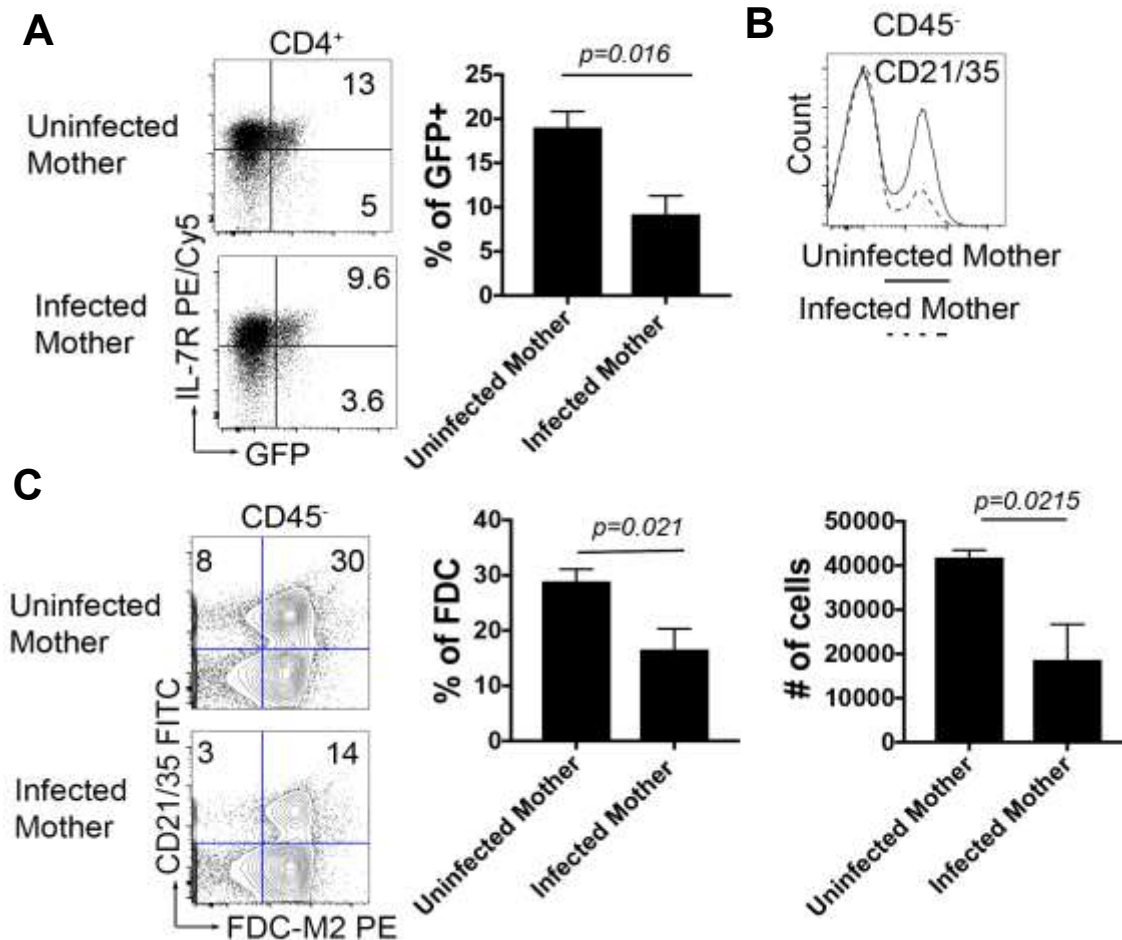 A
CD4+
Uninfected
Mother
13
5
Infected
Mother
9.6
3.6
IL-7R PE/Cy5
GFP
p=0.016
25
20
15
10
5
0
% of GFP+
Uninfected Mother
Infected Mother
B
CD45-
CD21/35
Count
Uninfected Mother
Infected Mother
C
CD45-
Uninfected
Mother
8
30
Infected
Mother
3
14
CD21/35 FITC
FDC-M2 PE
p=0.021
40
30
20
10
0
% of FDC
Uninfected Mother
Infected Mother
p=0.0215
50000
40000
30000
20000
10000
0
# of cells
Uninfected Mother
Infected Mother